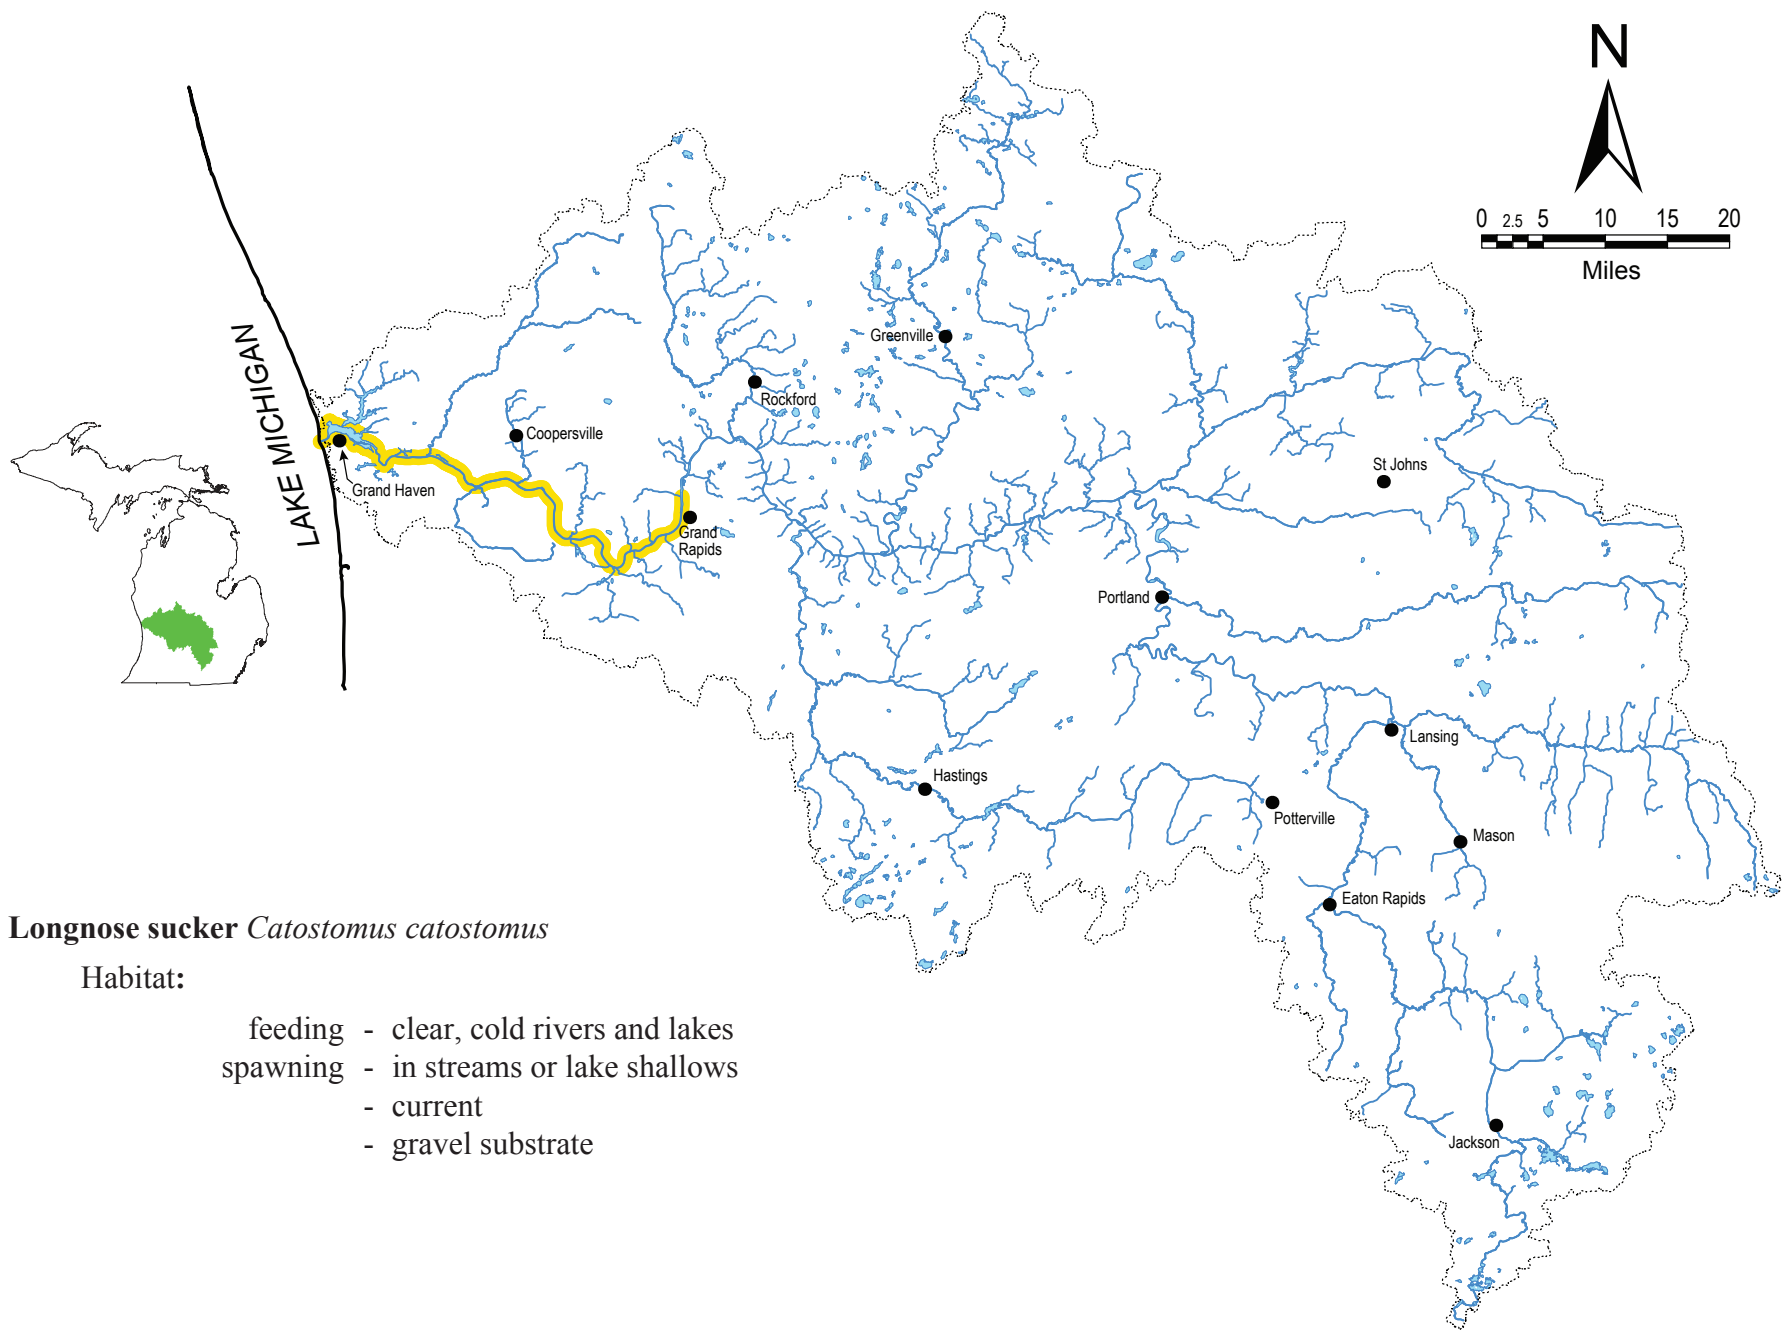 N
0 2.5 5 10 15 20
Miles
LAKE MICHIGAN
Greenville
Rockford
Coopersville
Grand Haven
St Johns
Grand
Rapids
Portland
Lansing
Hastings
Potterville
Mason
Eaton Rapids
Jackson
Longnose sucker Catostomus catostomus
Habitat:
feeding - clear, cold rivers and lakes
spawning - in streams or lake shallows
- current
- gravel substrate